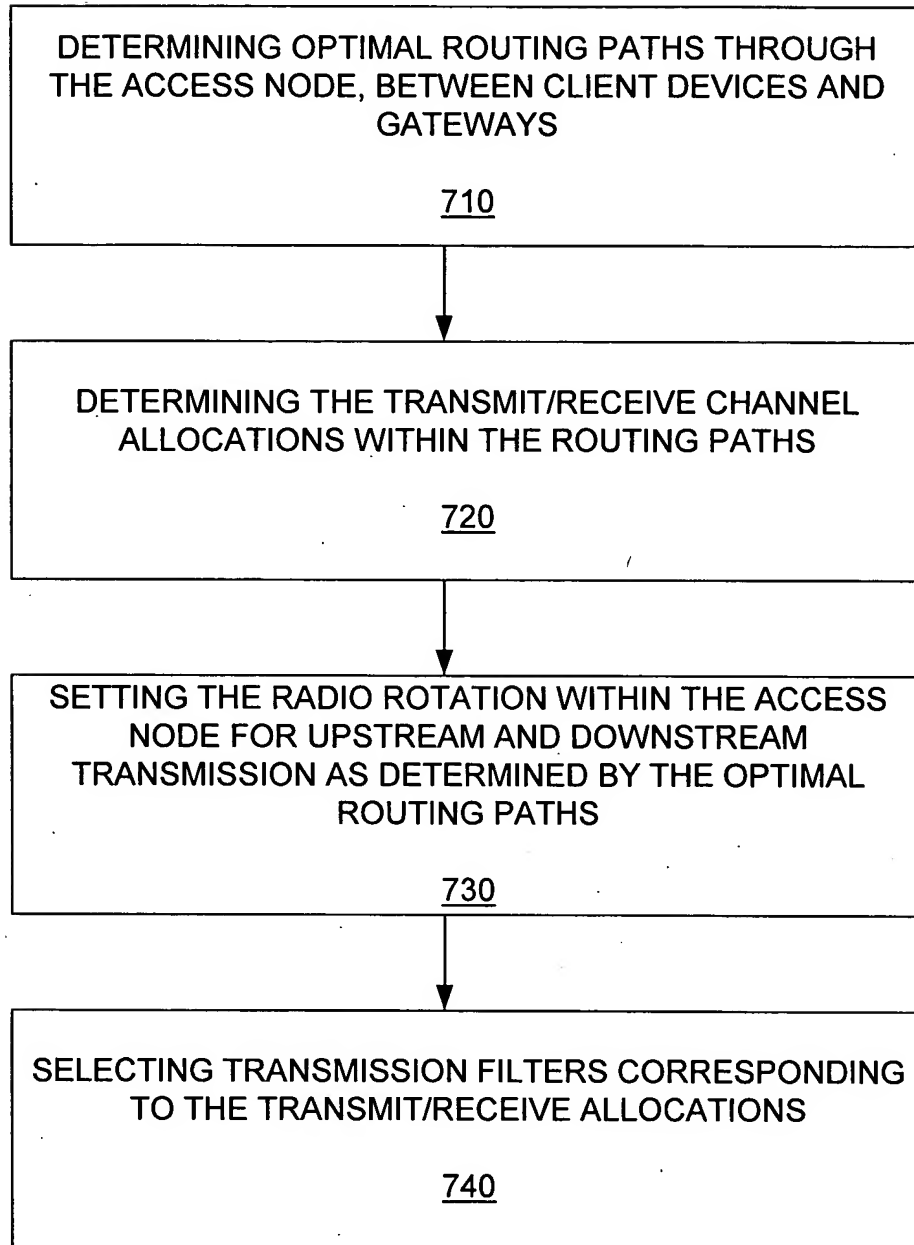 DETERMINING OPTIMAL ROUTING PATHS THROUGH
THE ACCESS NODE, BETWEEN CLIENT DEVICES AND
GATEWAYS
710
DETERMINING THE TRANSMIT/RECEIVE CHANNEL
ALLOCATIONS WITHIN THE ROUTING PATHS
720
SETTING THE RADIO ROTATION WITHIN THE ACCESS
NODE FOR UPSTREAM AND DOWNSTREAM
TRANSMISSION AS DETERMINED BY THE OPTIMAL
ROUTING PATHS
730
SELECTING TRANSMISSION FILTERS CORRESPONDING
TO THE TRANSMIT/RECEIVE ALLOCATIONS
740